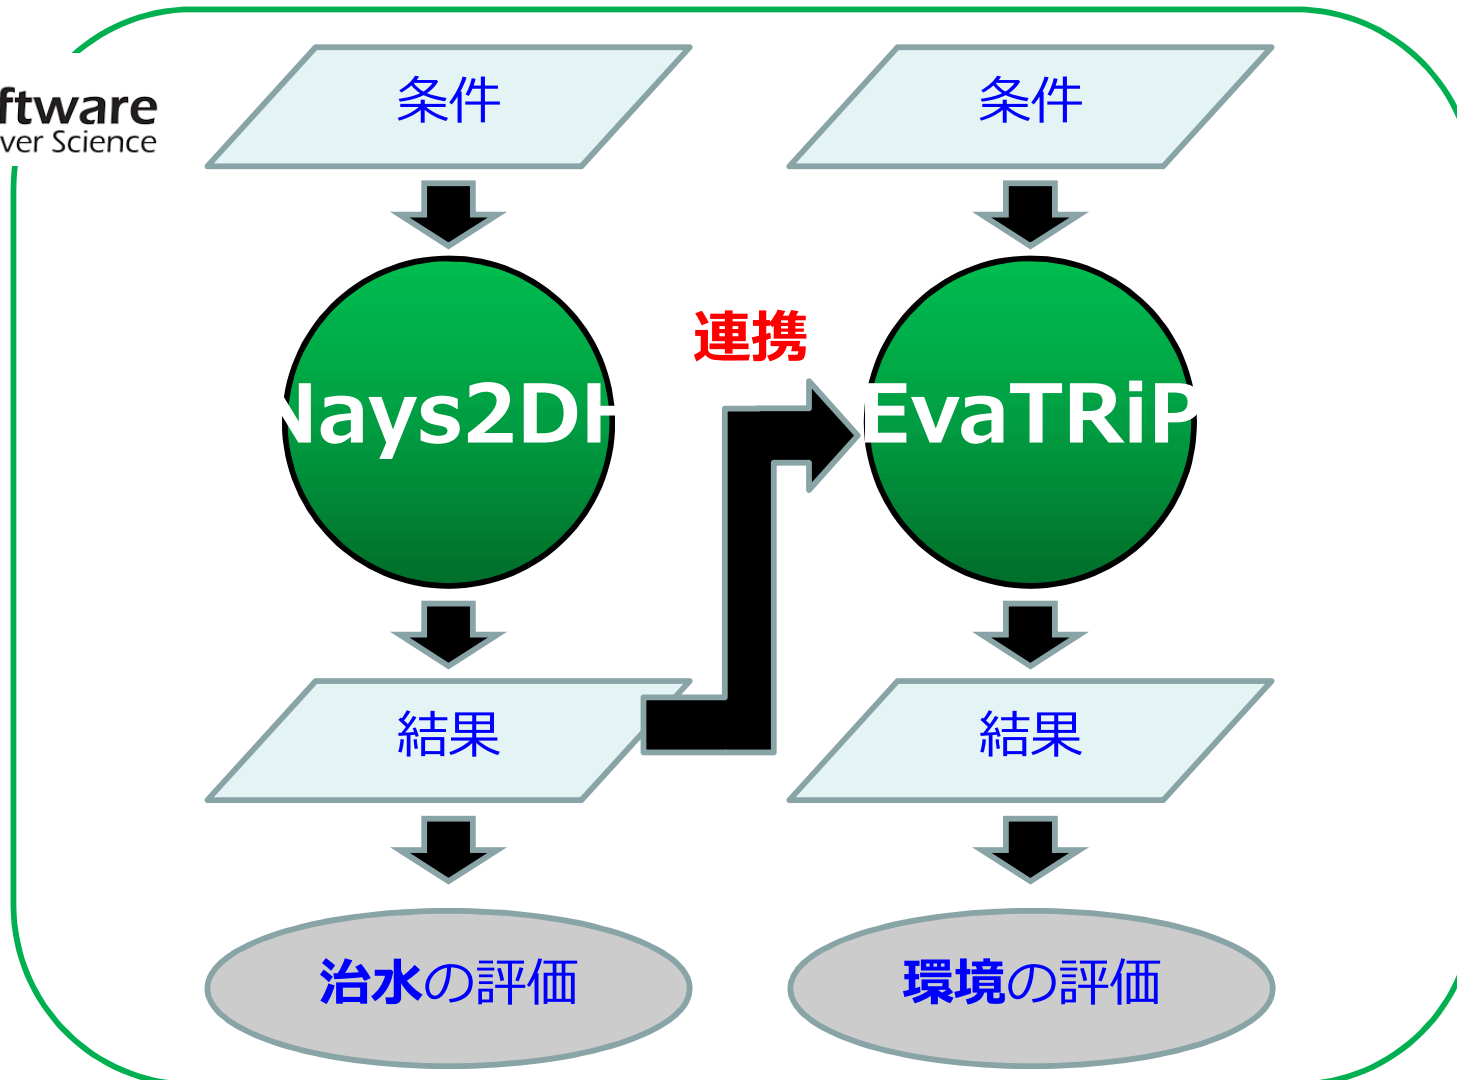 条件
条件
ftware
ver Science
連携
Nays2DH
EvaTRiP
結果
結果
治水の評価
環境の評価